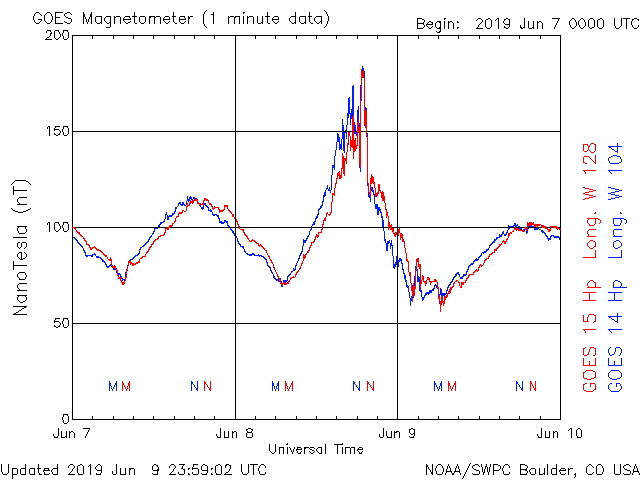 GOES Magnetometer (1 minute data)
Begin: 2019 Jun 7 0000 UTC
200
150
100
50
0
NanoTesla (nT)
M M N N M M N N M M N N
Jun 7 Jun 8 Jun 9 Jun 10
Universal Time
GOES 15 Hp Long. W 128
GOES 14 Hp Long. W 104
Updated 2019 Jun 9 23:59:02 UTC
NOAA/SWPC Boulder, CO USA